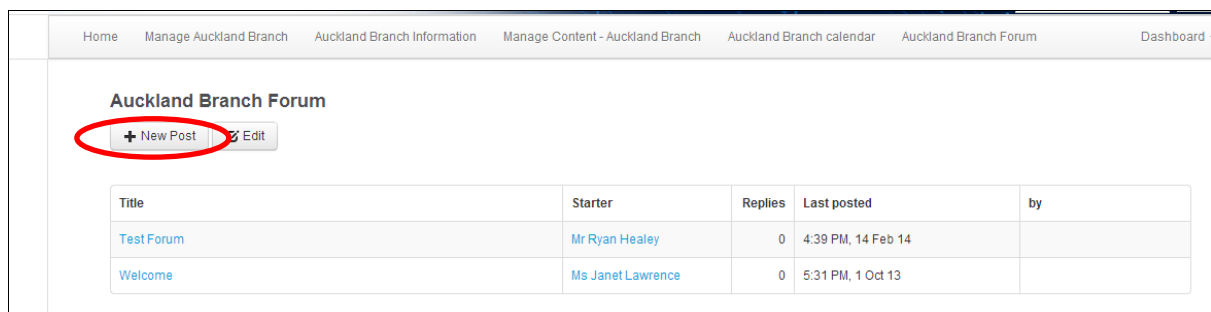 Home Manage Auckland Branch Auckland Branch Information Manage Content - Auckland Branch Auckland Branch calendar Auckland Branch Forum Dashboard
Auckland Branch Forum
New Post Edit
Title Starter Replies Last posted by
Test Forum Mr Ryan Healey 0 4:39 PM, 14 Feb 14
Welcome Ms Janet Lawrence 0 5:31 PM, 1 Oct 13